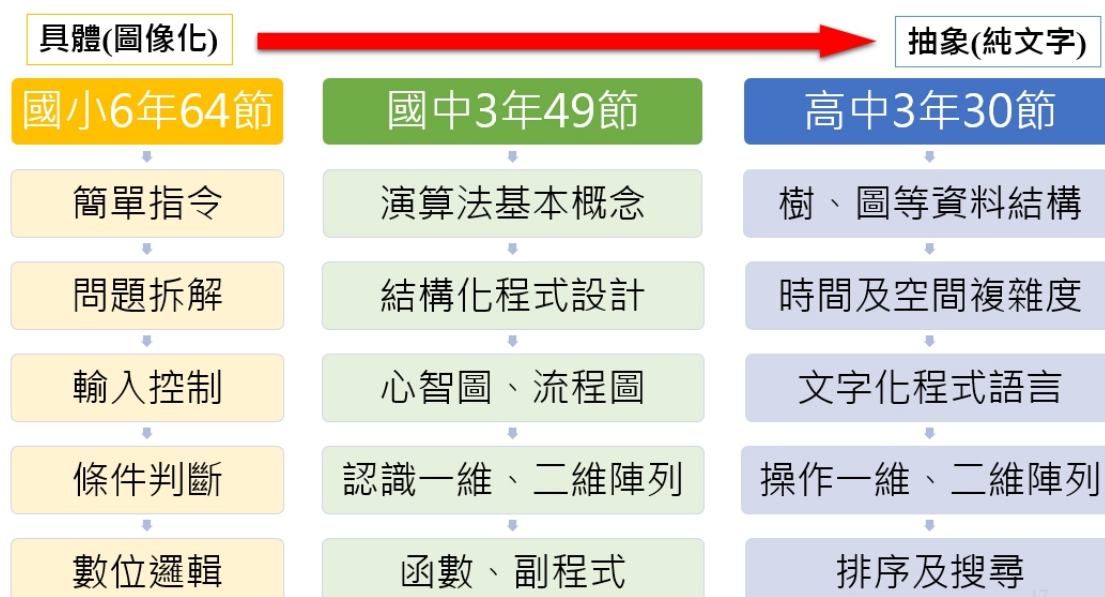 具體(圖像化)
抽象(純文字)
國小6年64節
簡單指令
問題拆解
輸入控制
條件判斷
數位邏輯
國中3年49節
演算法基本概念
結構化程式設計
心智圖、流程圖
認識一維、二維陣列
函數、副程式
高中3年30節
樹、圖等資料結構
時間及空間複雜度
文字化程式語言
操作一維、二維陣列
排序及搜尋
17